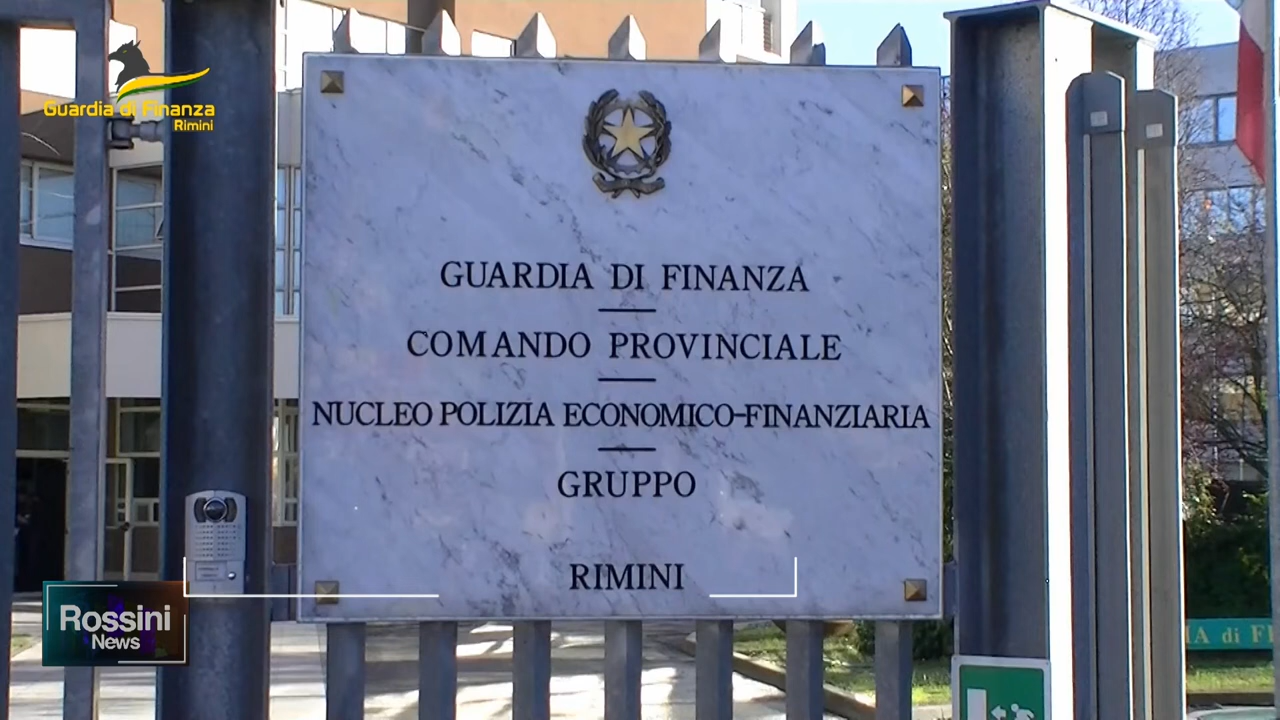 Guardia di Finanza
Rimini
GUARDIA DI FINANZA
COMANDO PROVINCIALE
NUCLEO POLIZIA ECONOMICO-FINANZIARIA
GRUPPO
RIMINI
Rossini
News